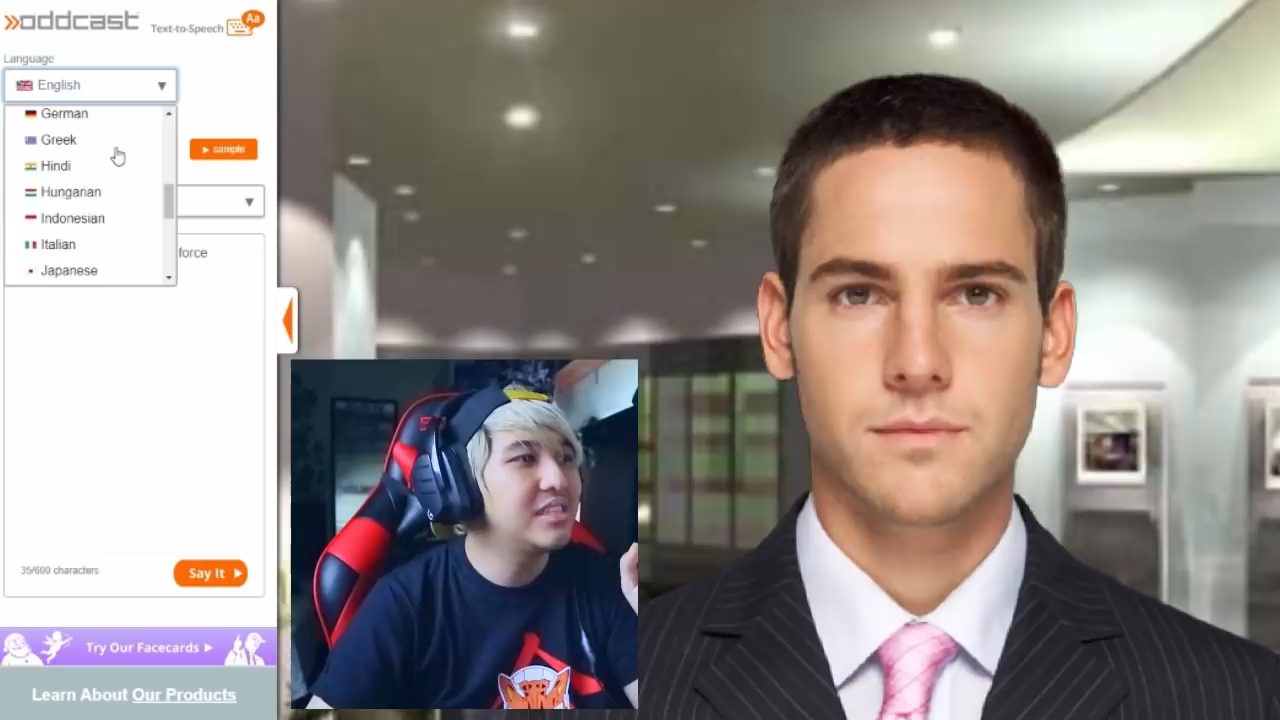 »oddcast
Text-to-Speech
Aa
Language
English
German
Greek
Hindi
Hungarian
Indonesian
Italian
Japanese
sample
force
35/600 characters
Say It
Try Our Facecards
Learn About Our Products